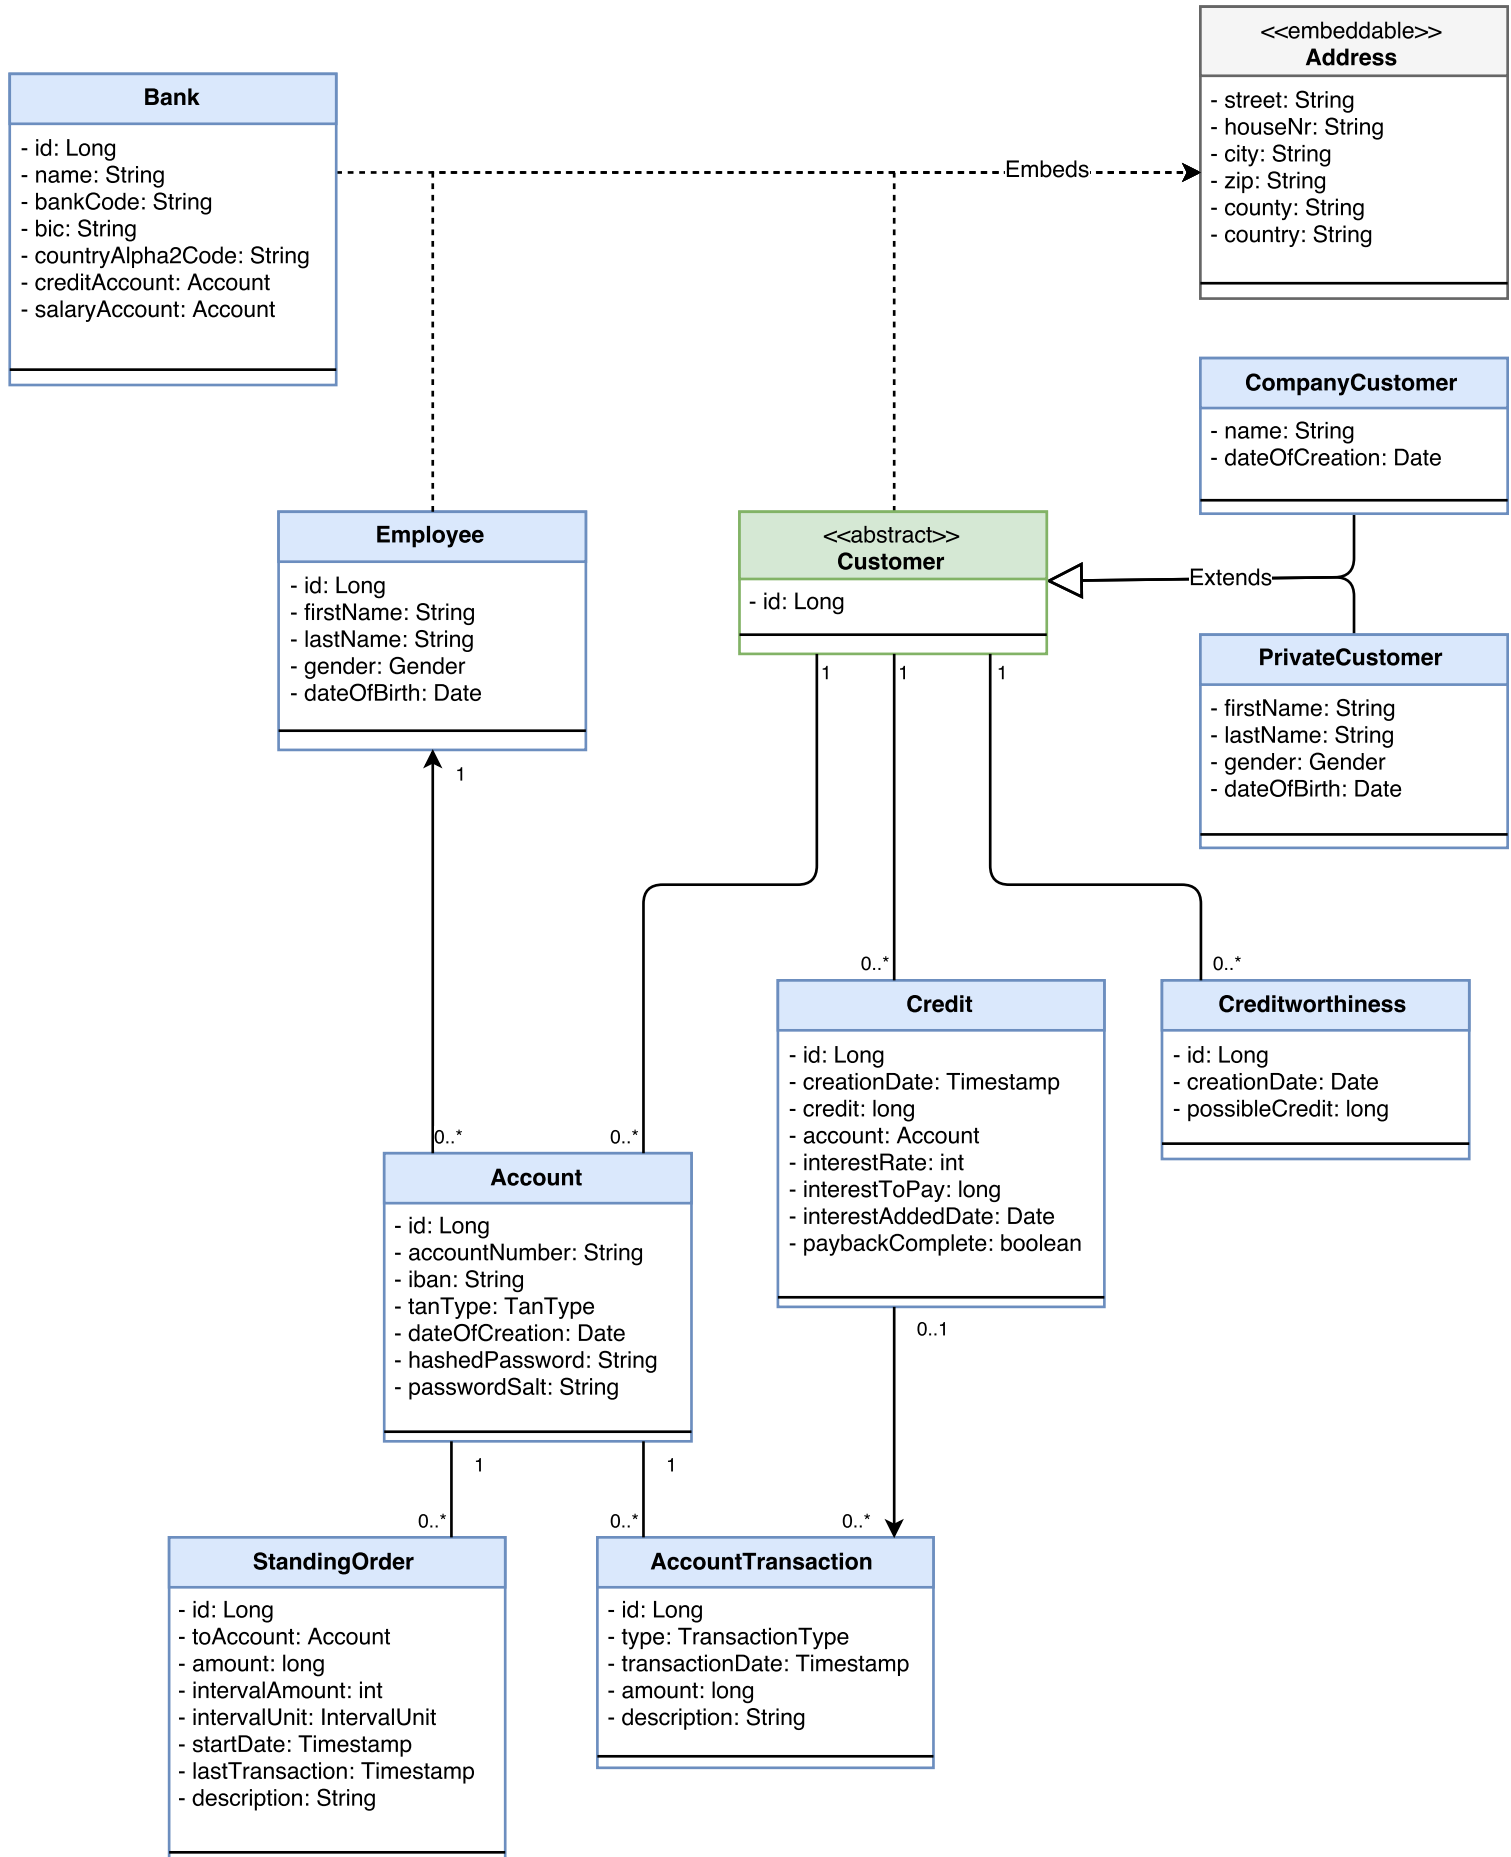 <<embeddable>>
Address
- street: String
- houseNr: String
- city: String
- zip: String
- county: String
- country: String
Bank
- id: Long
- name: String
- bankCode: String
- bic: String
- countryAlpha2Code: String
- creditAccount: Account
- salaryAccount: Account
Embeds
CompanyCustomer
- name: String
- dateOfCreation: Date
Employee
- id: Long
- firstName: String
- lastName: String
- gender: Gender
- dateOfBirth: Date
<<abstract>>
Customer
- id: Long
Extends
PrivateCustomer
- firstName: String
- lastName: String
- gender: Gender
- dateOfBirth: Date
1
1
1
1
0..*
0..*
0..*
0..*
Credit
- id: Long
- creationDate: Timestamp
- credit: long
- account: Account
- interestRate: int
- interestToPay: long
- interestAddedDate: Date
- paybackComplete: boolean
Creditworthiness
- id: Long
- creationDate: Date
- possibleCredit: long
Account
- id: Long
- accountNumber: String
- iban: String
- tanType: TanType
- dateOfCreation: Date
- hashedPassword: String
- passwordSalt: String
0..1
1
1
0..*
0..*
0..*
StandingOrder
- id: Long
- toAccount: Account
- amount: long
- intervalAmount: int
- intervalUnit: IntervalUnit
- startDate: Timestamp
- lastTransaction: Timestamp
- description: String
AccountTransaction
- id: Long
- type: TransactionType
- transactionDate: Timestamp
- amount: long
- description: String